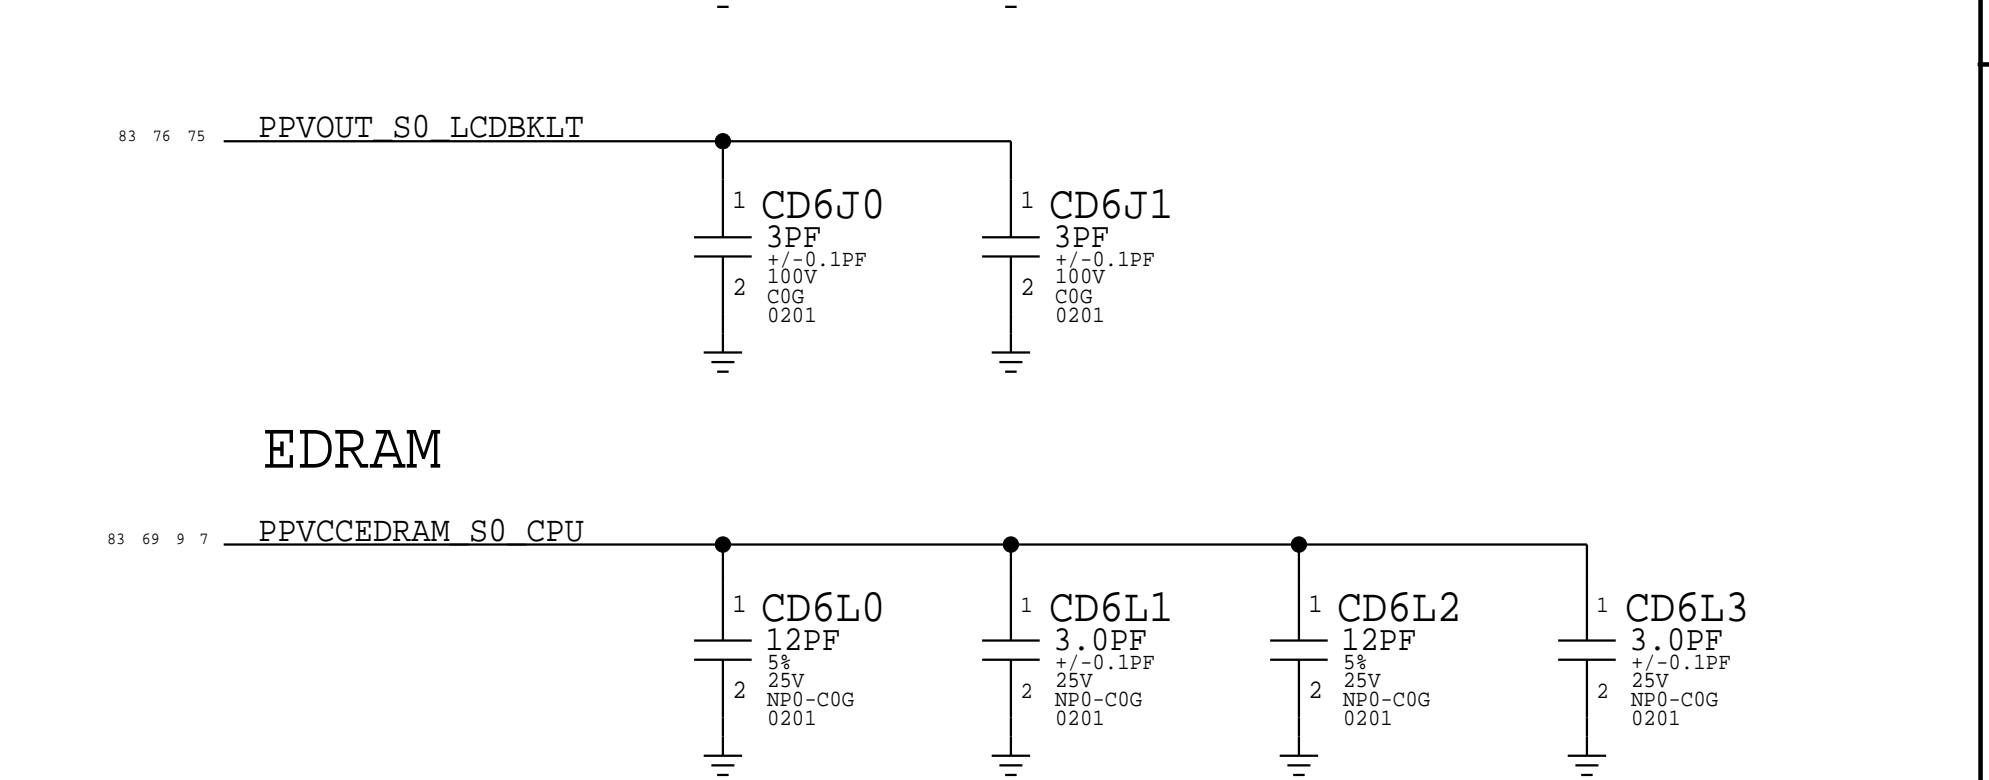 83 76 75 PPVOUT_S0_LCDBKLT
1 CD6J0
3PF
+/-0.1PF
100V
2
C0G
0201
1 CD6J1
3PF
+/-0.1PF
100V
2
C0G
0201
EDRAM
83 69 9 7 PPVCCEDRAM_S0_CPU
1 CD6L0
12PF
5%
25V
2
NP0-C0G
0201
1 CD6L1
3.0PF
+/-0.1PF
25V
2
NP0-C0G
0201
1 CD6L2
12PF
5%
25V
2
NP0-C0G
0201
1 CD6L3
3.0PF
+/-0.1PF
25V
2
NP0-C0G
0201